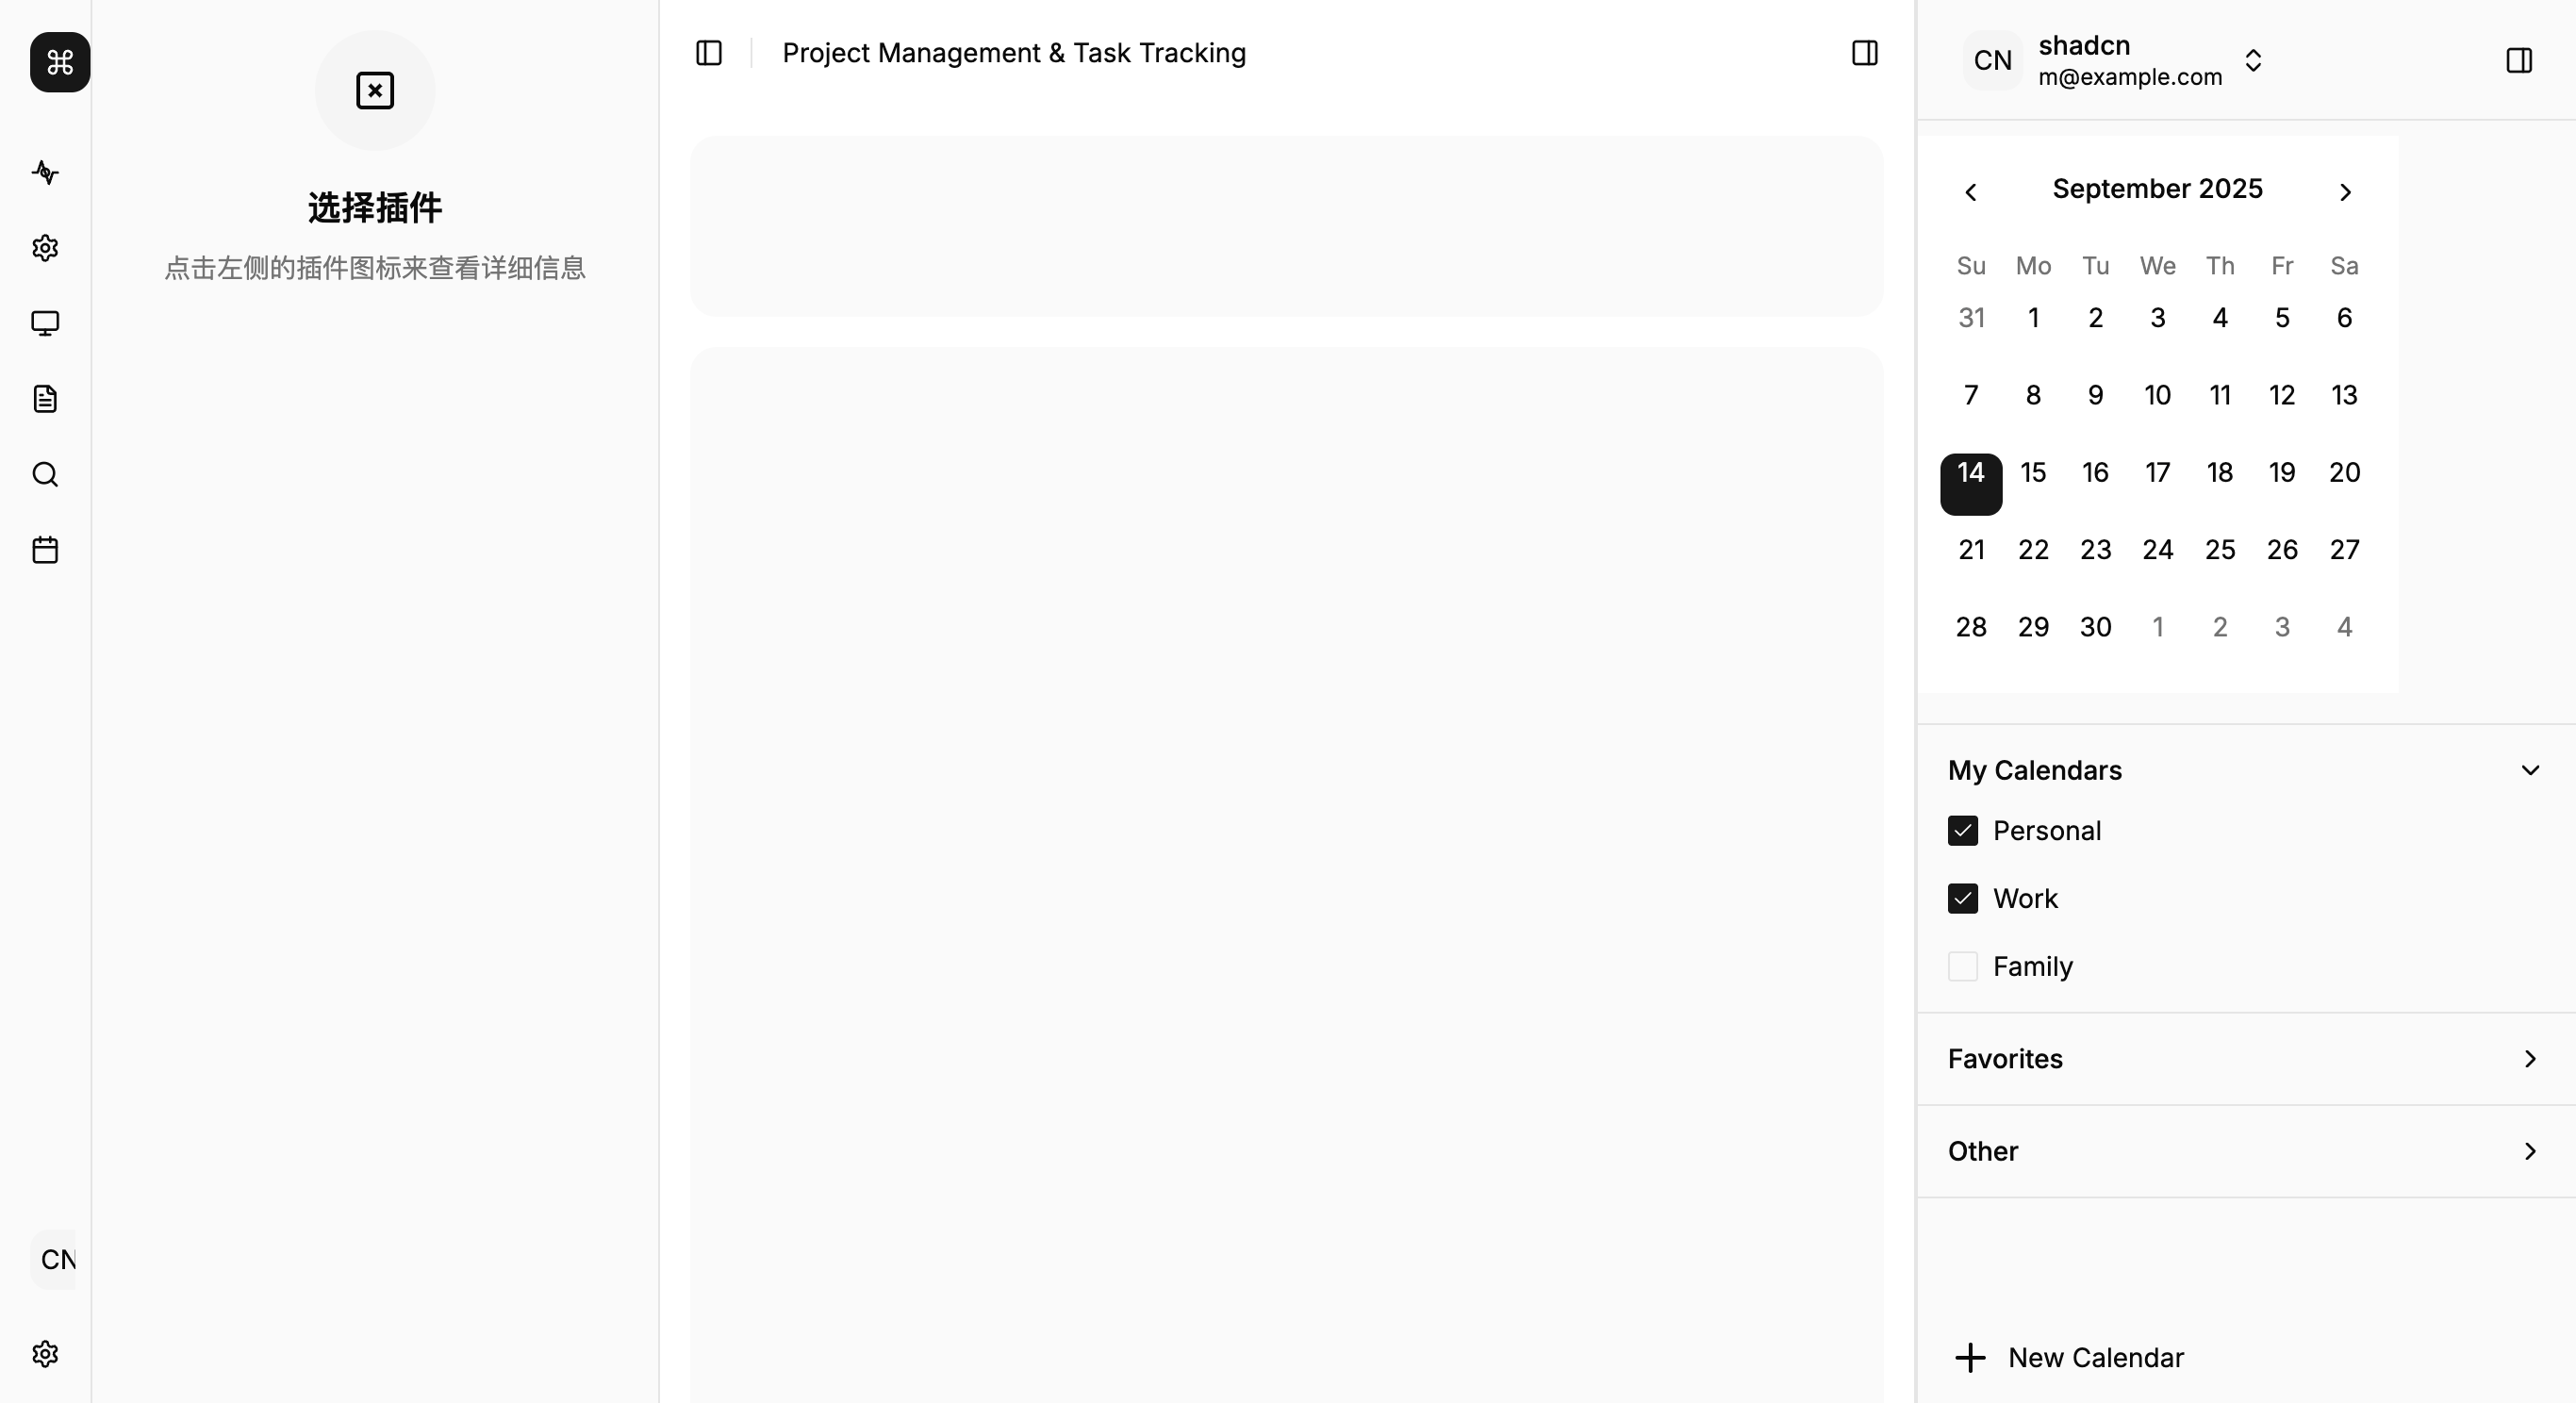 选择插件
点击左侧的插件图标来查看详细信息
CN
Project Management & Task Tracking
CN
shadcn
m@example.com
September 2025
Su Mo Tu We Th Fr Sa
31 1 2 3 4 5 6
7 8 9 10 11 12 13
14 15 16 17 18 19 20
21 22 23 24 25 26 27
28 29 30 1 2 3 4
My Calendars
Personal
Work
Family
Favorites
Other
New Calendar